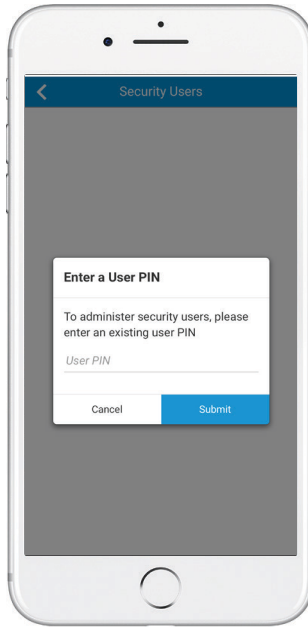 Security Users
Enter a User PIN
To administer security users, please
enter an existing user PIN
User PIN
Cancel
Submit